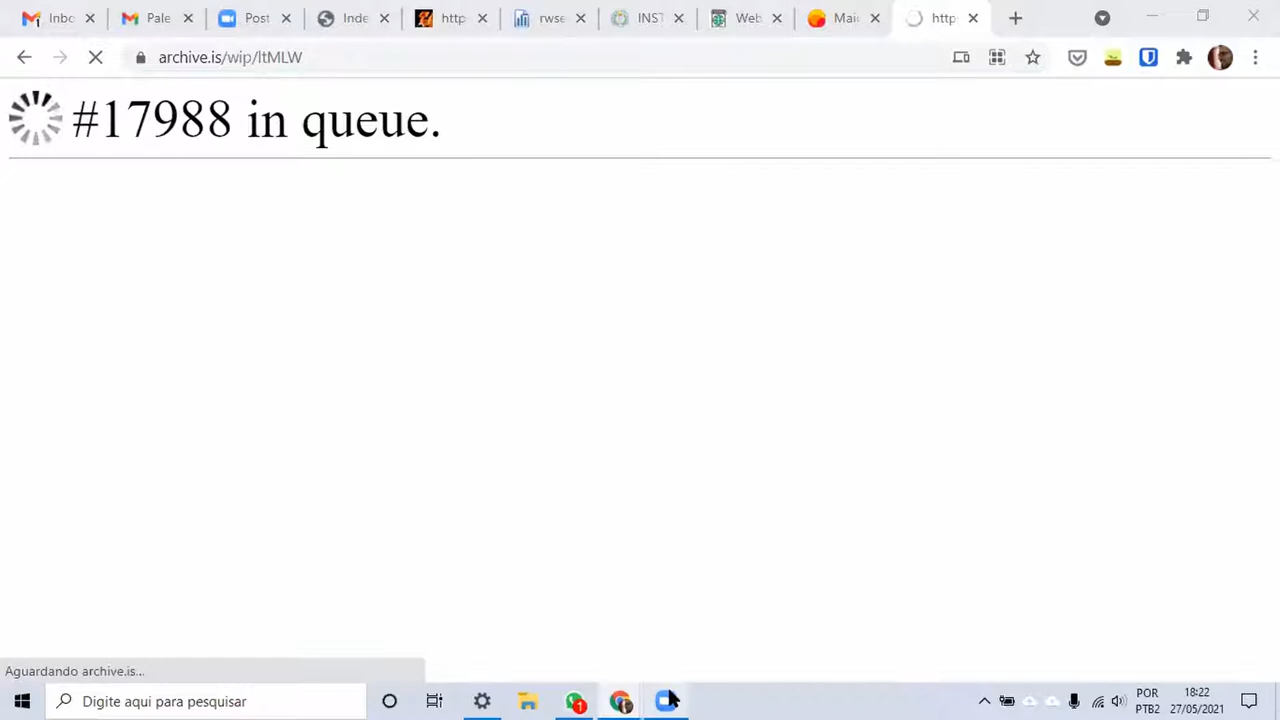 Inbo
Pale
Post
Inde
http
rwse
INST
Web
Mai
http
archive.is/wip/ltMLW
#17988 in queue.
Aguardando archive.is...
Digite aqui para pesquisar
1
POR
PTB2
18:22
27/05/2021